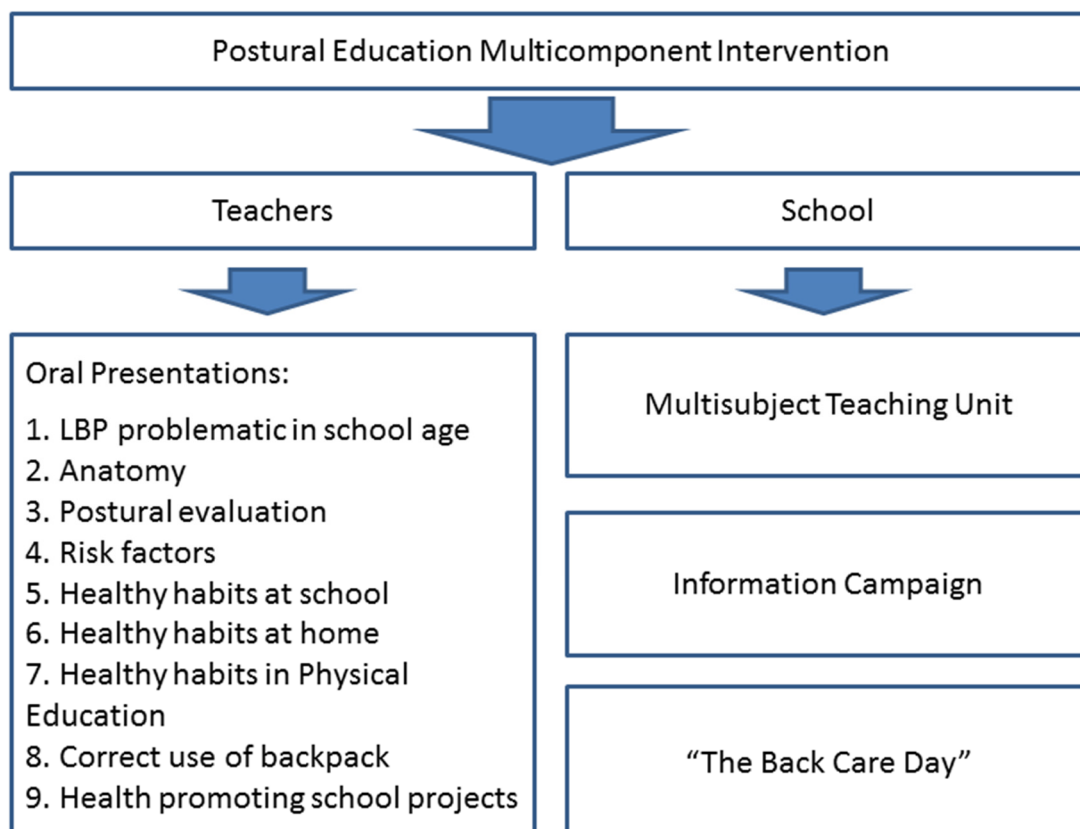 Postural Education Multicomponent Intervention
Teachers
School
Oral Presentations:
1. LBP problematic in school age
2. Anatomy
3. Postural evaluation
4. Risk factors
5. Healthy habits at school
6. Healthy habits at home
7. Healthy habits in Physical
Education
8. Correct use of backpack
9. Health promoting school projects
Multisubject Teaching Unit
Information Campaign
“The Back Care Day”